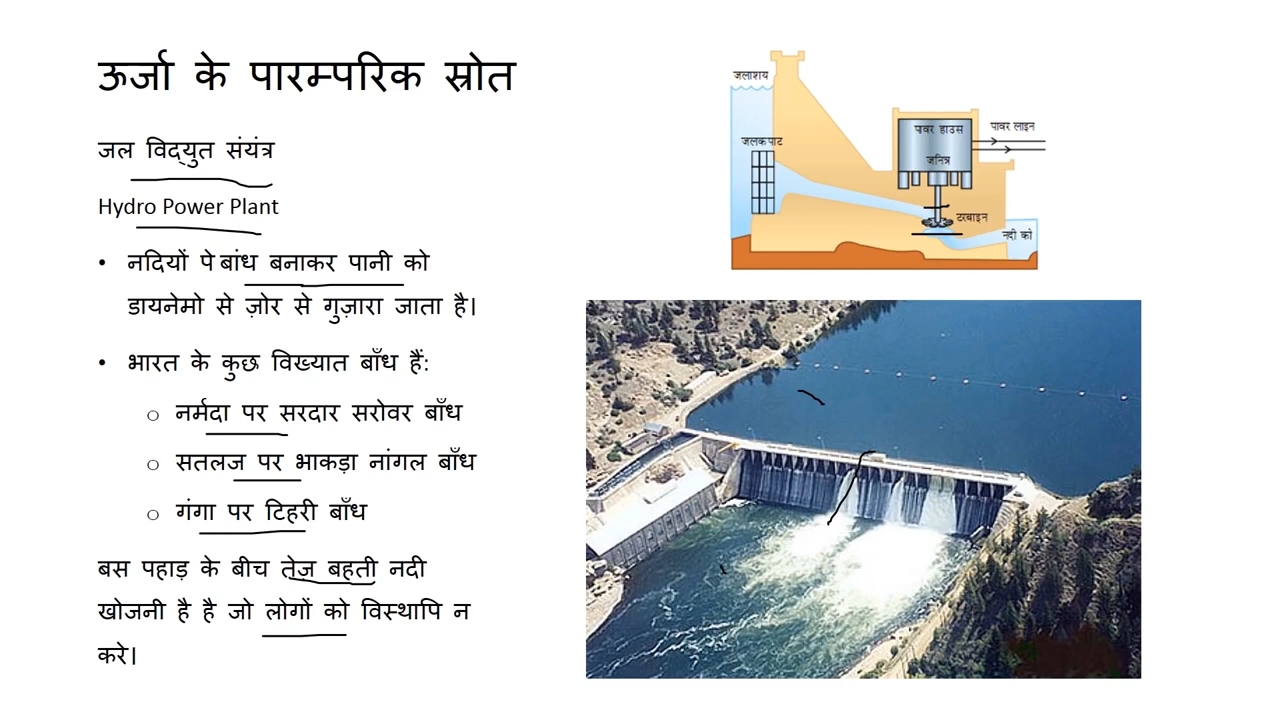 ऊर्जा के पारम्परिक स्रोत
जल विद्युत संयंत्र
Hydro Power Plant
• नदियों पे बांध बनाकर पानी को
डायनेमो से ज़ोर से गुज़ारा जाता है।
• भारत के कुछ विख्यात बाँध हैं:
o नर्मदा पर सरदार सरोवर बाँध
o सतलज पर भाकड़ा नांगल बाँध
o गंगा पर टिहरी बाँध
बस पहाड़ के बीच तेज़ बहती नदी
खोजनी है है जो लोगों को विस्थापि न
करे।
जलाशय
जलकपाट
पावर हाउस
जनित्र
पावर लाइन
टरबाइन
नदी को